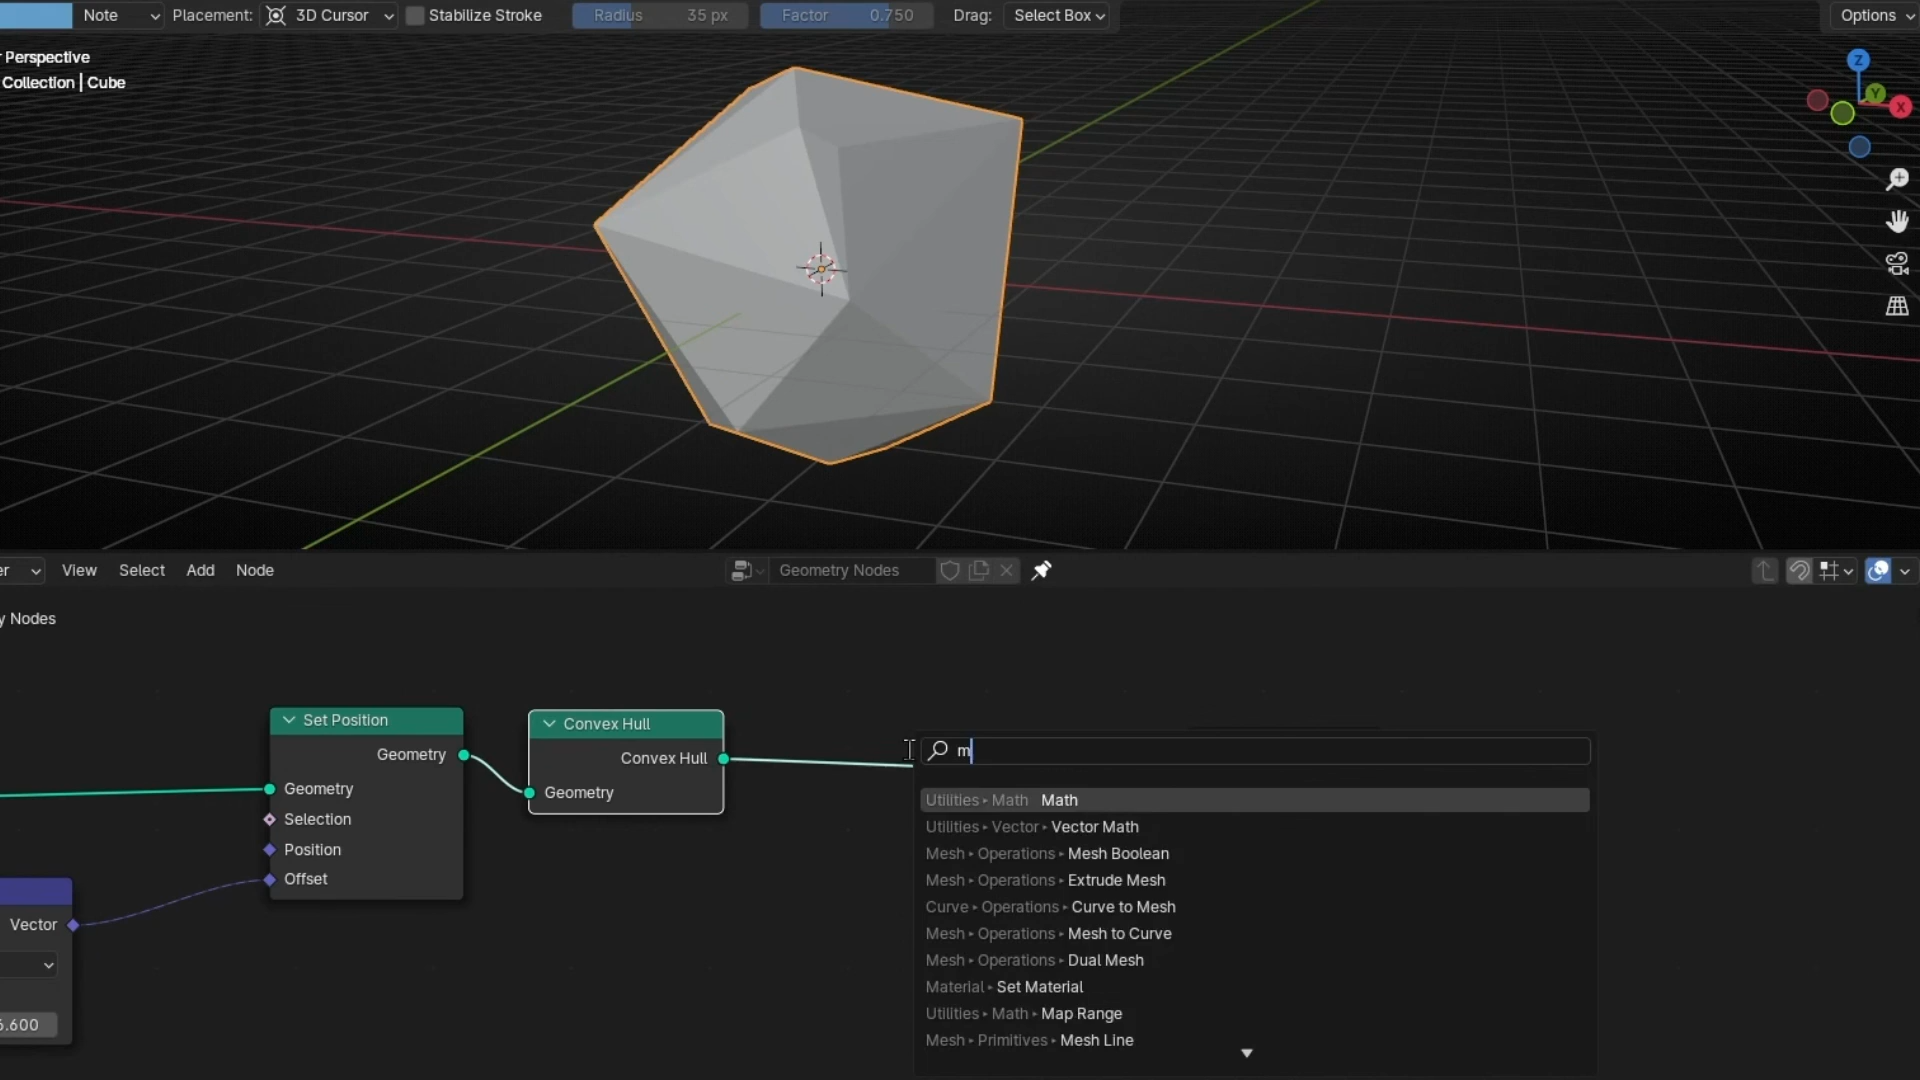 Note Placement: 3D Cursor Stabilize Stroke Radius 35 px Factor 0.750 Drag: Select Box Options
Perspective
Collection | Cube
Z
Y
X
View Select Add Node Geometry Nodes
y Nodes
Set Position
Geometry
Geometry
Selection
Position
Offset
Convex Hull
Convex Hull
Geometry
Vector
6.600
m
Utilities ▸ Math Math
Utilities ▸ Vector ▸ Vector Math
Mesh ▸ Operations ▸ Mesh Boolean
Mesh ▸ Operations ▸ Extrude Mesh
Curve ▸ Operations ▸ Curve to Mesh
Mesh ▸ Operations ▸ Mesh to Curve
Mesh ▸ Operations ▸ Dual Mesh
Material ▸ Set Material
Utilities ▸ Math ▸ Map Range
Mesh ▸ Primitives ▸ Mesh Line